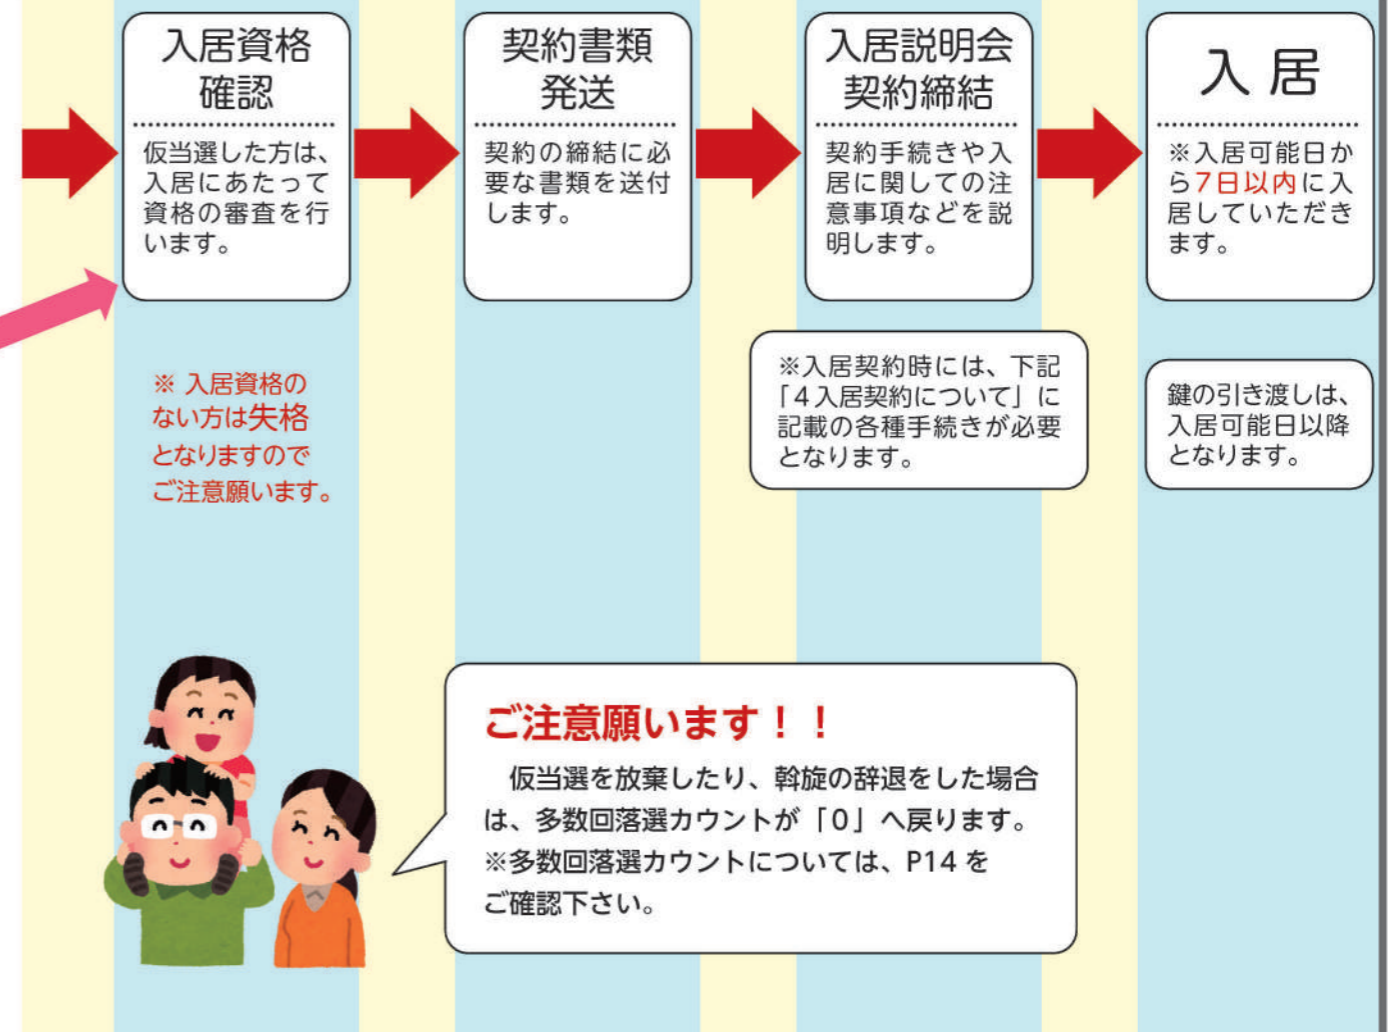 入居資格
確認
仮当選した方は、
入居にあたって
資格の審査を行
います。
契約書類
発送
契約の締結に必
要な書類を送付
します。
入居説明会
契約締結
契約手続きや入
居に関しての注
意事項などを説
明します。
入居
※入居可能日か
ら7日以内に入
居していただき
ます。
※ 入居資格の
ない方は失格
となりますので
ご注意願います。
※入居契約時には、下記
「4入居契約について」に
記載の各種手続きが必要
となります。
鍵の引き渡しは、
入居可能日以降
となります。
ご注意願います！！
仮当選を放棄したり、斡旋の辞退をした場合
は、多数回落選カウントが「0」へ戻ります。
※多数回落選カウントについては、P14 を
ご確認下さい。